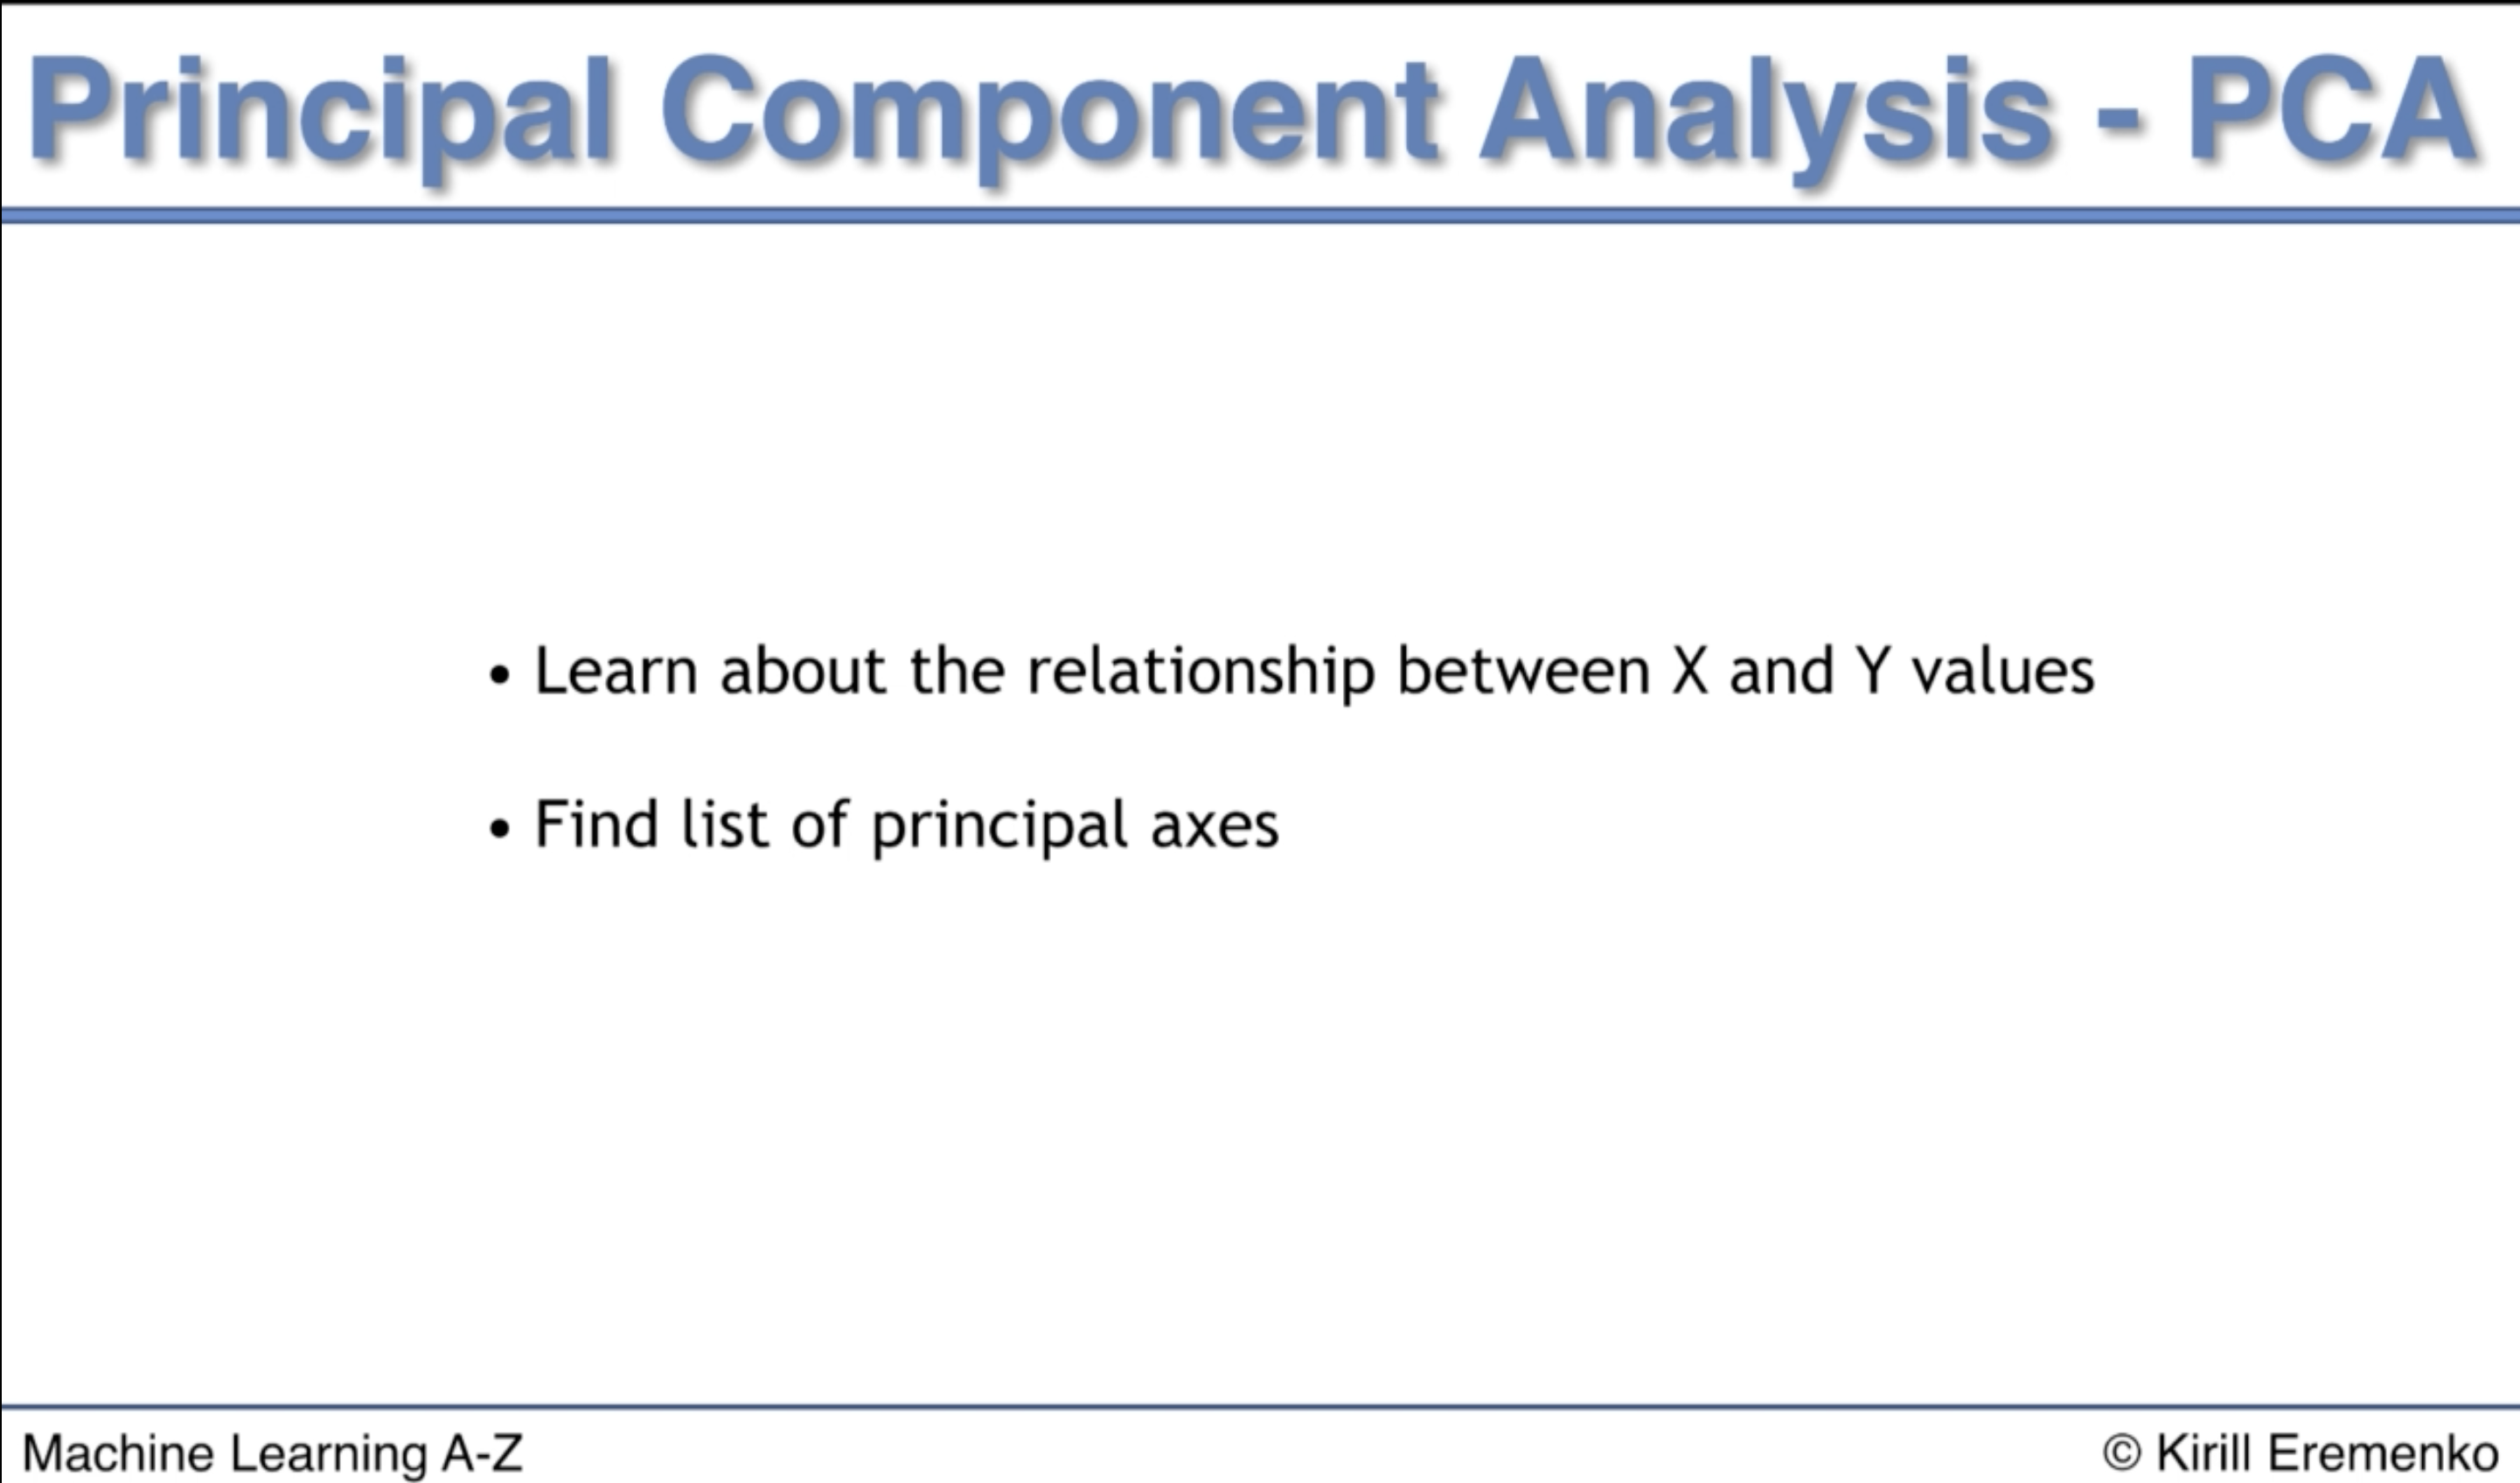 Principal Component Analysis - PCA
• Learn about the relationship between X and Y values
• Find list of principal axes
Machine Learning A-Z
© Kirill Eremenko